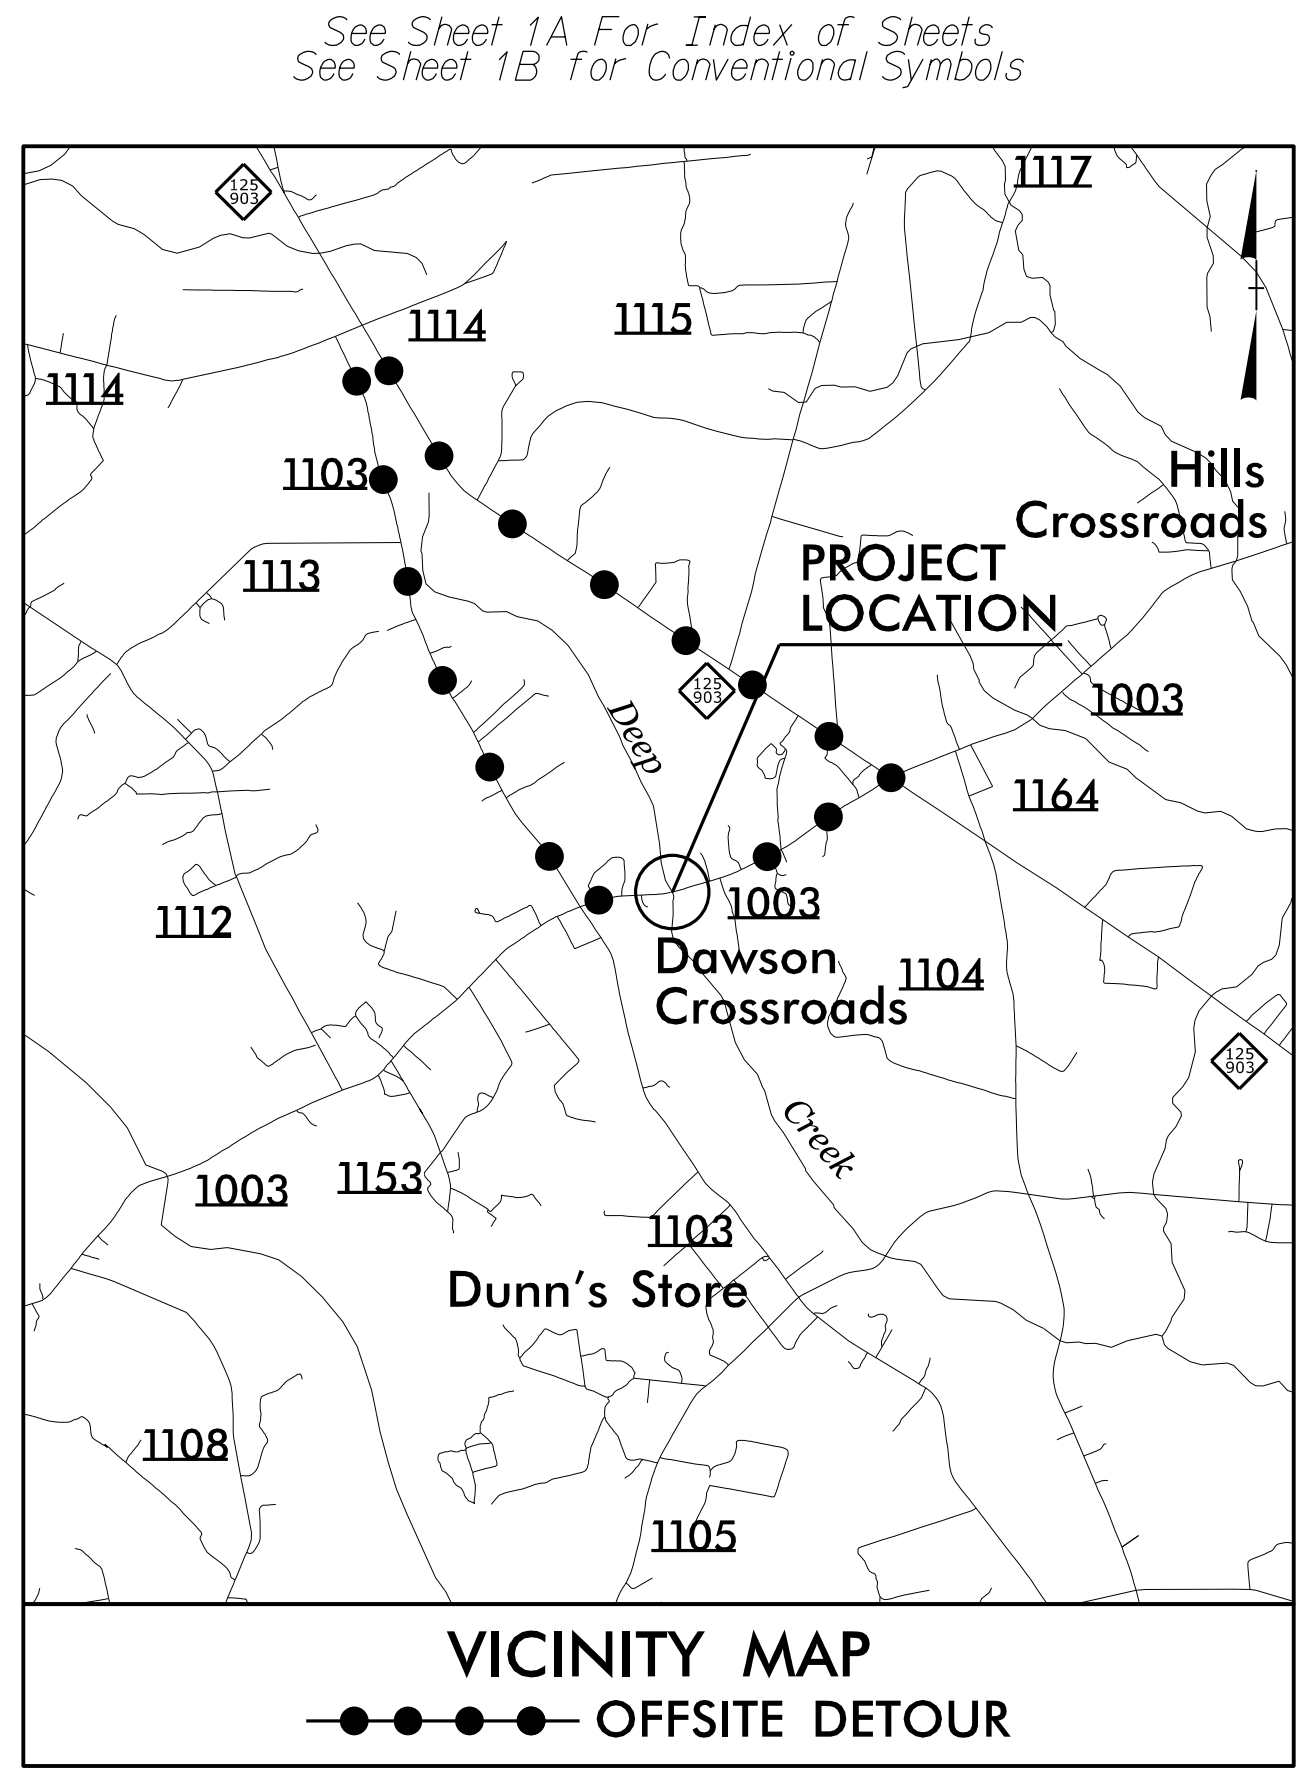 See Sheet 1A For Index of Sheets
See Sheet 1B for Conventional Symbols
1117
125
903
1114
1115
1114
1103
Hills
Crossroads
PROJECT
LOCATION
1113
125
903
1003
Deep
1164
1003
1112
Dawson
Crossroads
1104
125
903
Creek
1153
1003
1103
Dunn's Store
1108
1105
VICINITY MAP
OFFSITE DETOUR